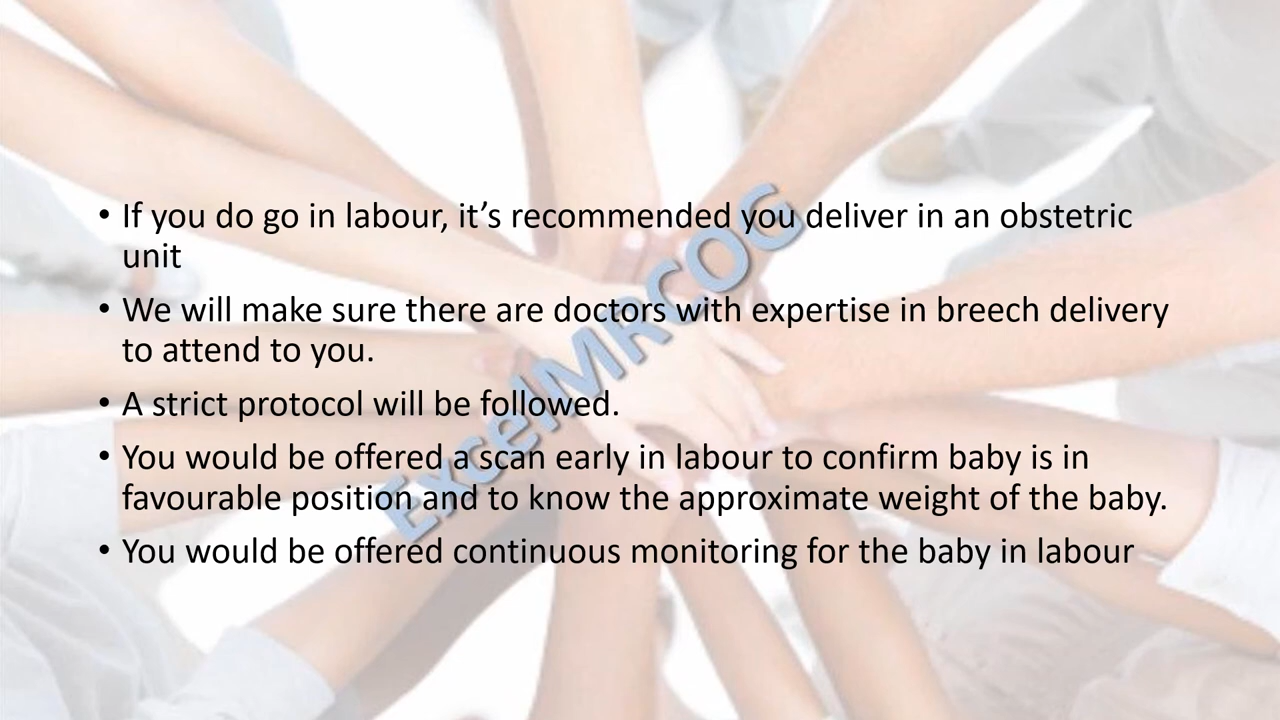 • If you do go in labour, it’s recommended you deliver in an obstetric
unit
• We will make sure there are doctors with expertise in breech delivery
to attend to you.
• A strict protocol will be followed.
• You would be offered a scan early in labour to confirm baby is in
favourable position and to know the approximate weight of the baby.
• You would be offered continuous monitoring for the baby in labour
ExcelMRCOG